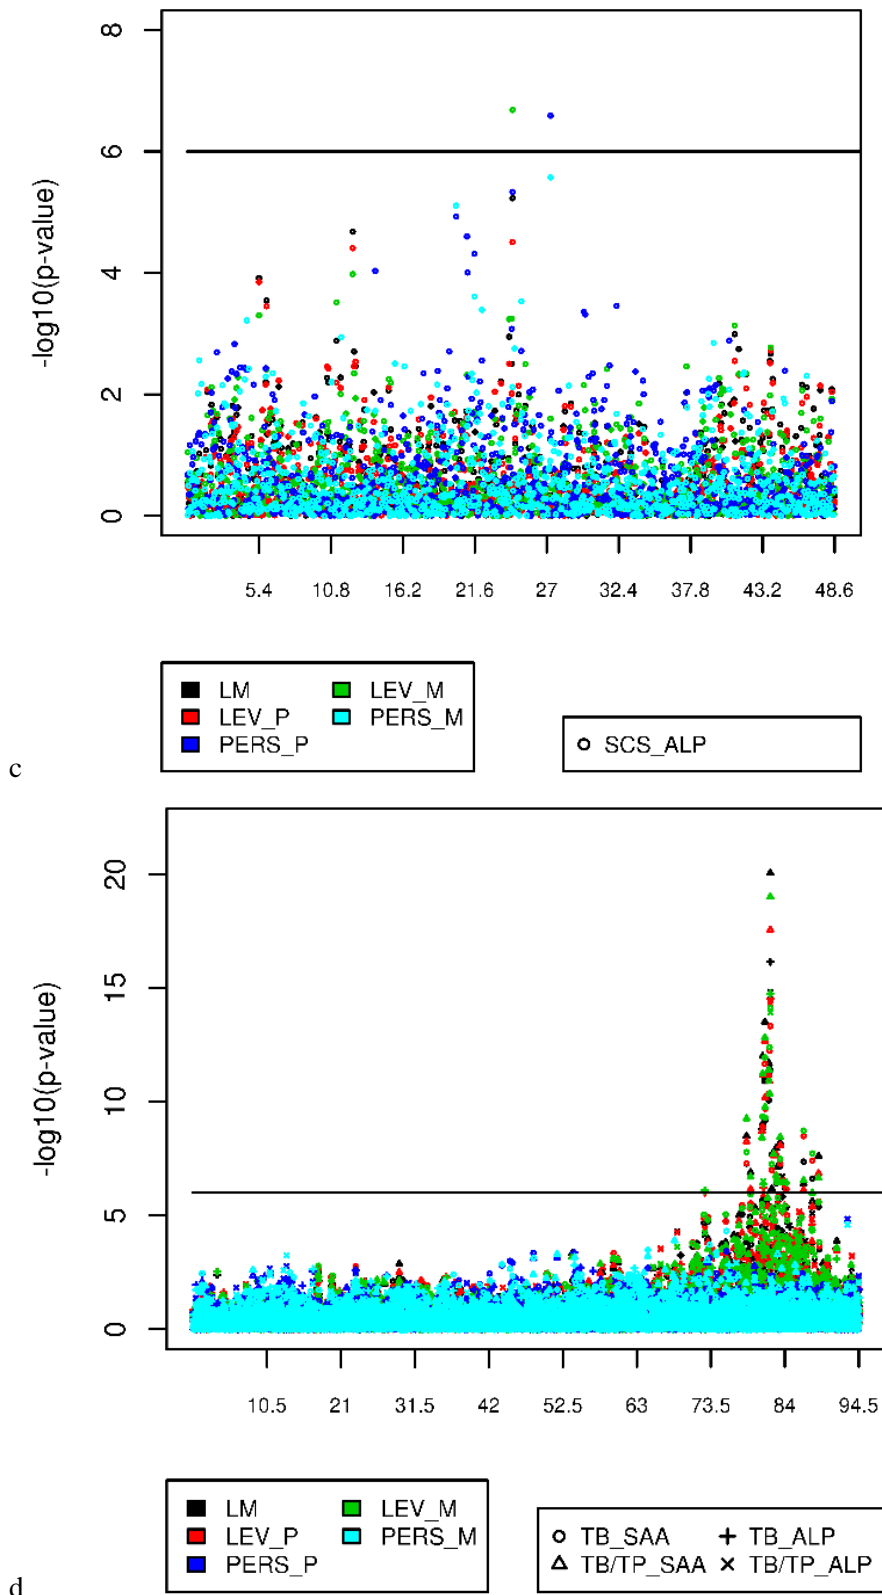 8
6
4
2
0
-log10(p-value)
5.4 10.8 16.2 21.6 27 32.4 37.8 43.2 48.6
LM LEV_M
LEV_P PERS_M
PERS_P
SCS_ALP
c
20
15
10
5
0
-log10(p-value)
10.5 21 31.5 42 52.5 63 73.5 84 94.5
LM LEV_M
LEV_P PERS_M
PERS_P
TB_SAA TB_ALP
TB/TP_SAA TB/TP_ALP
d